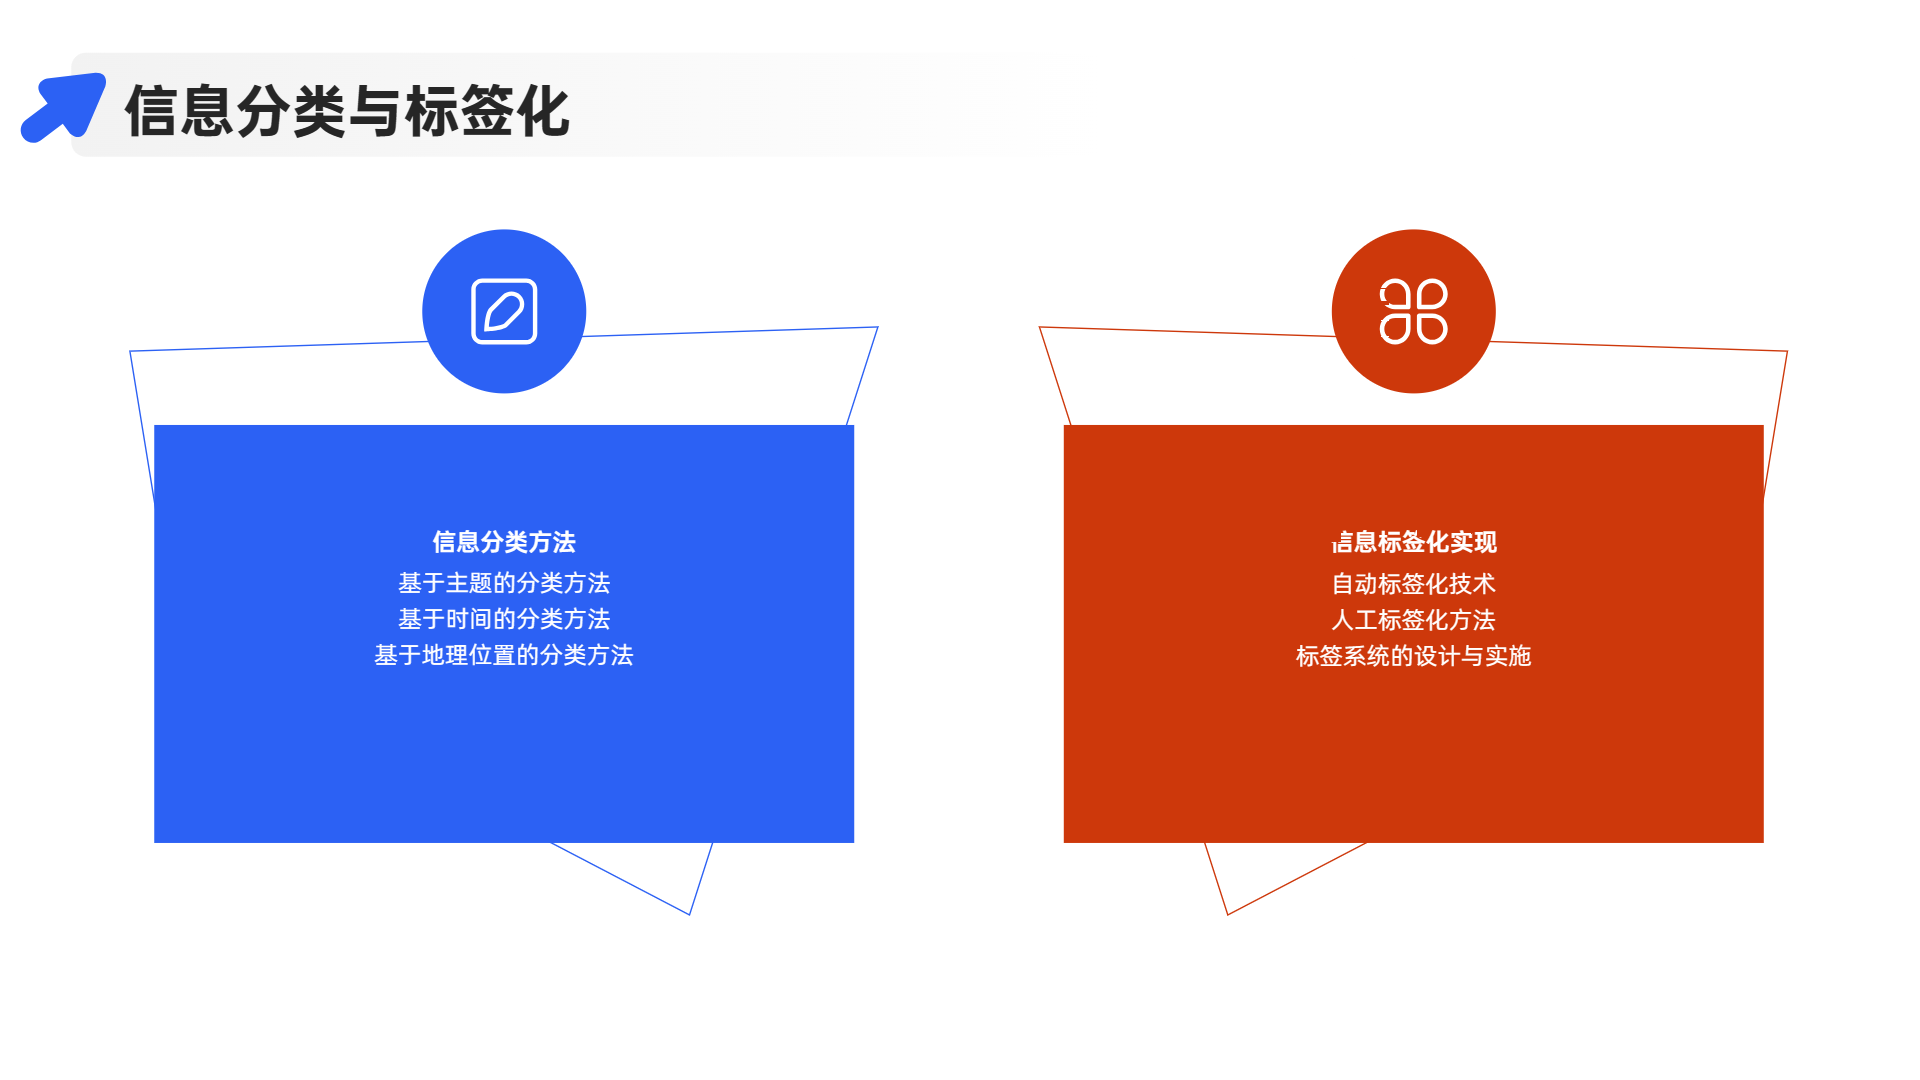 信息分类与标签化
信息分类方法
基于主题的分类方法
基于时间的分类方法
基于地理位置的分类方法
信息标签化实现
自动标签化技术
人工标签化方法
标签系统的设计与实施